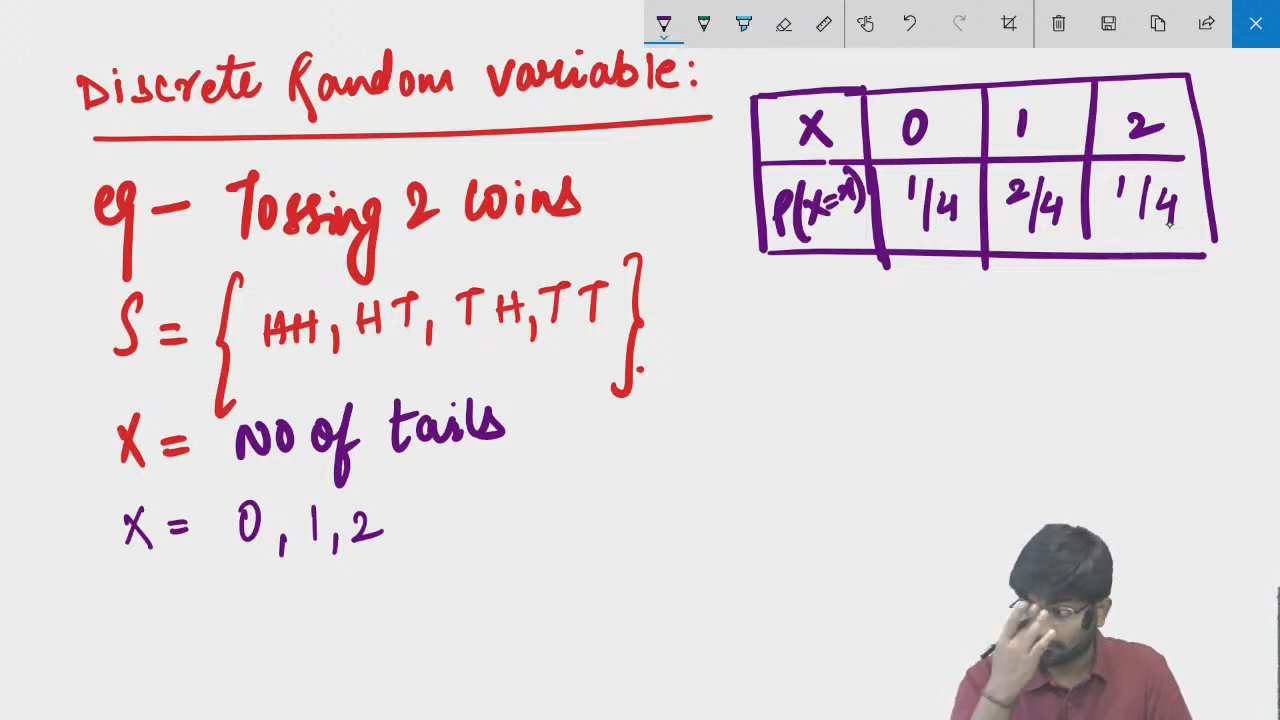 Discrete Random variable:
eg - Tossing 2 coins
S = { HH, HT, TH, TT }.
X = No of tails
X = 0, 1, 2
X 0 1 2
P(X=x) 1/4 2/4 1/4